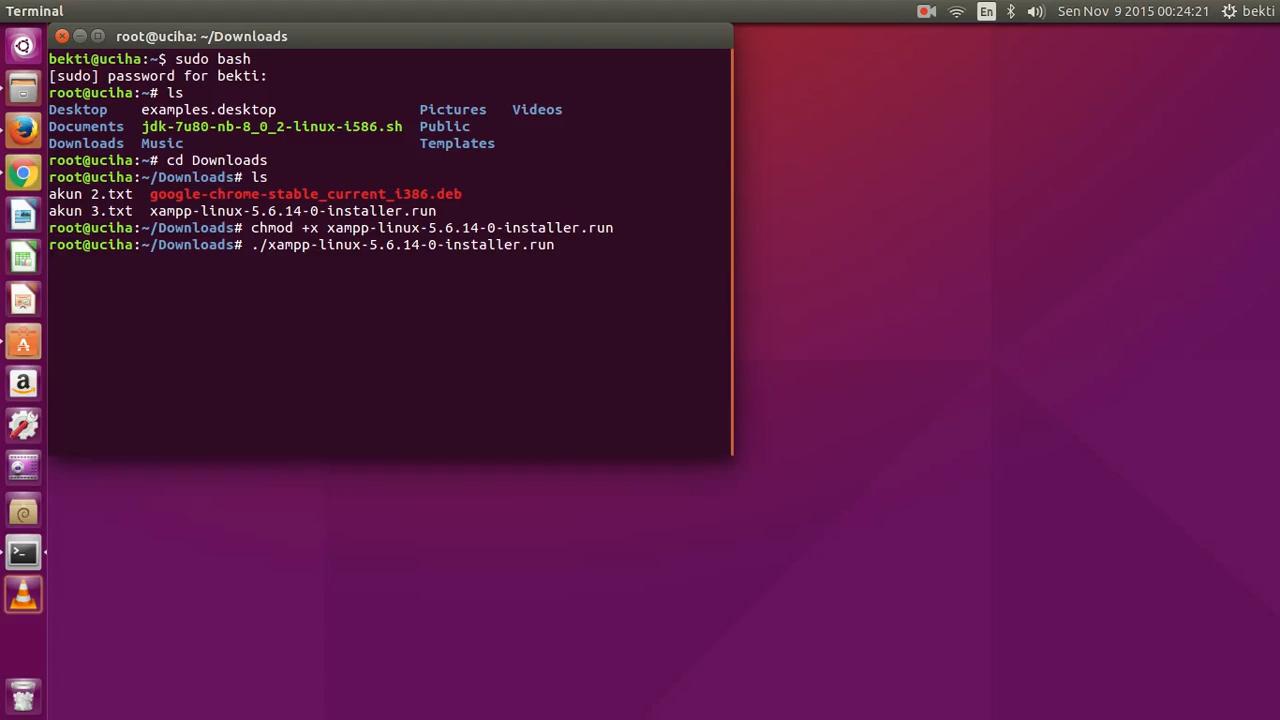 Terminal
En
Sen Nov 9 2015 00:24:21
bekti
root@uciha: ~/Downloads
bekti@uciha:~$ sudo bash
[sudo] password for bekti:
root@uciha:~# ls
Desktop examples.desktop Pictures Videos
Documents jdk-7u80-nb-8_0_2-linux-i586.sh Public
Downloads Music Templates
root@uciha:~# cd Downloads
root@uciha:~/Downloads# ls
akun 2.txt google-chrome-stable_current_i386.deb
akun 3.txt xampp-linux-5.6.14-0-installer.run
root@uciha:~/Downloads# chmod +x xampp-linux-5.6.14-0-installer.run
root@uciha:~/Downloads# ./xampp-linux-5.6.14-0-installer.run